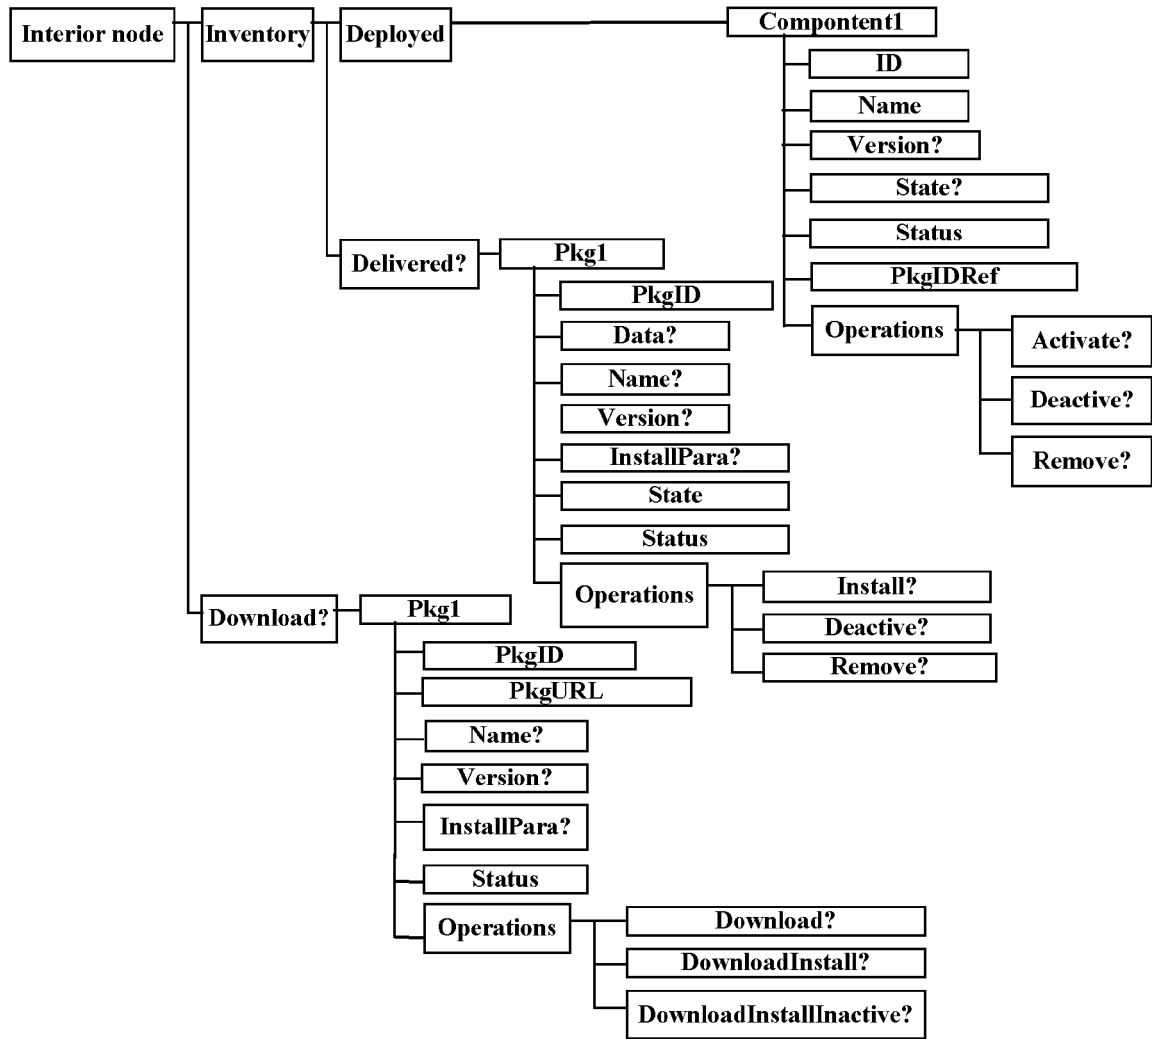 Interior node
Inventory
Deployed
Compontent1
ID
Name
Version?
State?
Status
PkgIDRef
Operations
Activate?
Deactive?
Remove?
Delivered?
Pkg1
PkgID
Data?
Name?
Version?
InstallPara?
State
Status
Operations
Install?
Deactive?
Remove?
Download?
Pkg1
PkgID
PkgURL
Name?
Version?
InstallPara?
Status
Operations
Download?
DownloadInstall?
DownloadInstallInactive?